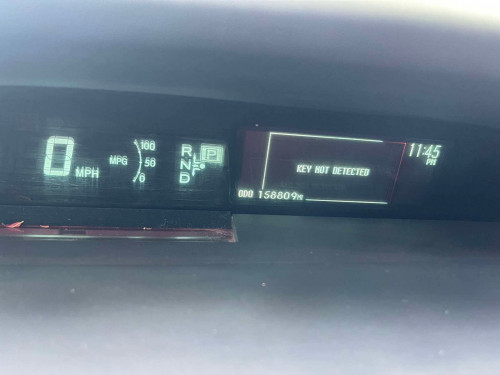 0 MPH
MPG
100
50
0
R
N
D
P
KEY NOT DETECTED
ODO 158809
11:45
PM